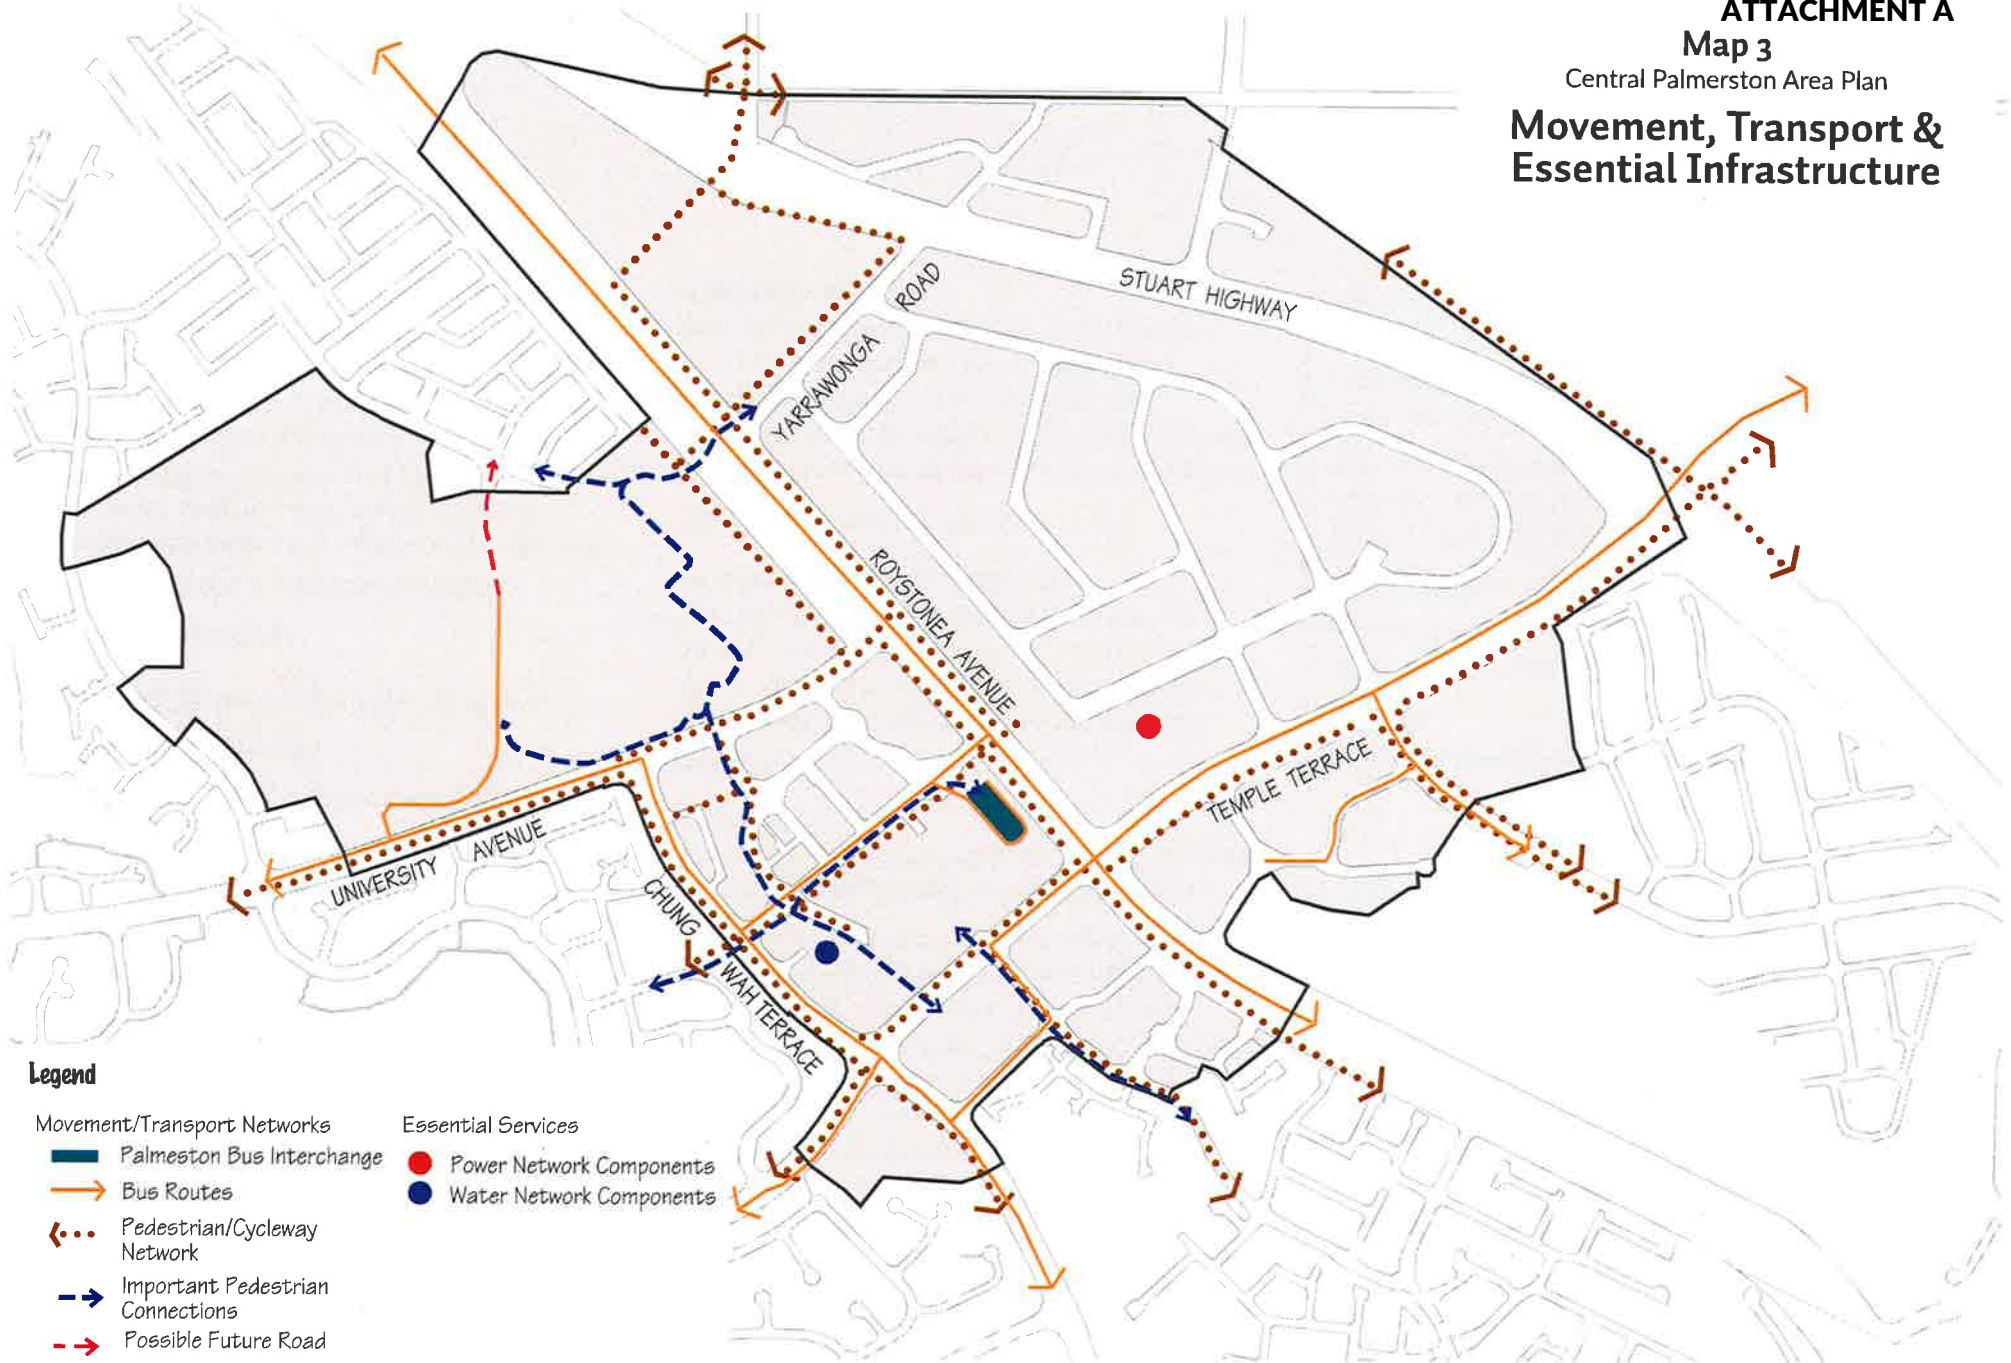 ATTACHMENT A
Map 3
Central Palmerston Area Plan
Movement, Transport &
Essential Infrastructure
STUART HIGHWAY
YARRAWONGA ROAD
ROYSTONEA AVENUE
TEMPLE TERRACE
UNIVERSITY AVENUE
CHUNG WAH TERRACE
Legend
Movement/Transport Networks
Palmeston Bus Interchange
Bus Routes
Pedestrian/Cycleway
Network
Important Pedestrian
Connections
Possible Future Road
Essential Services
Power Network Components
Water Network Components